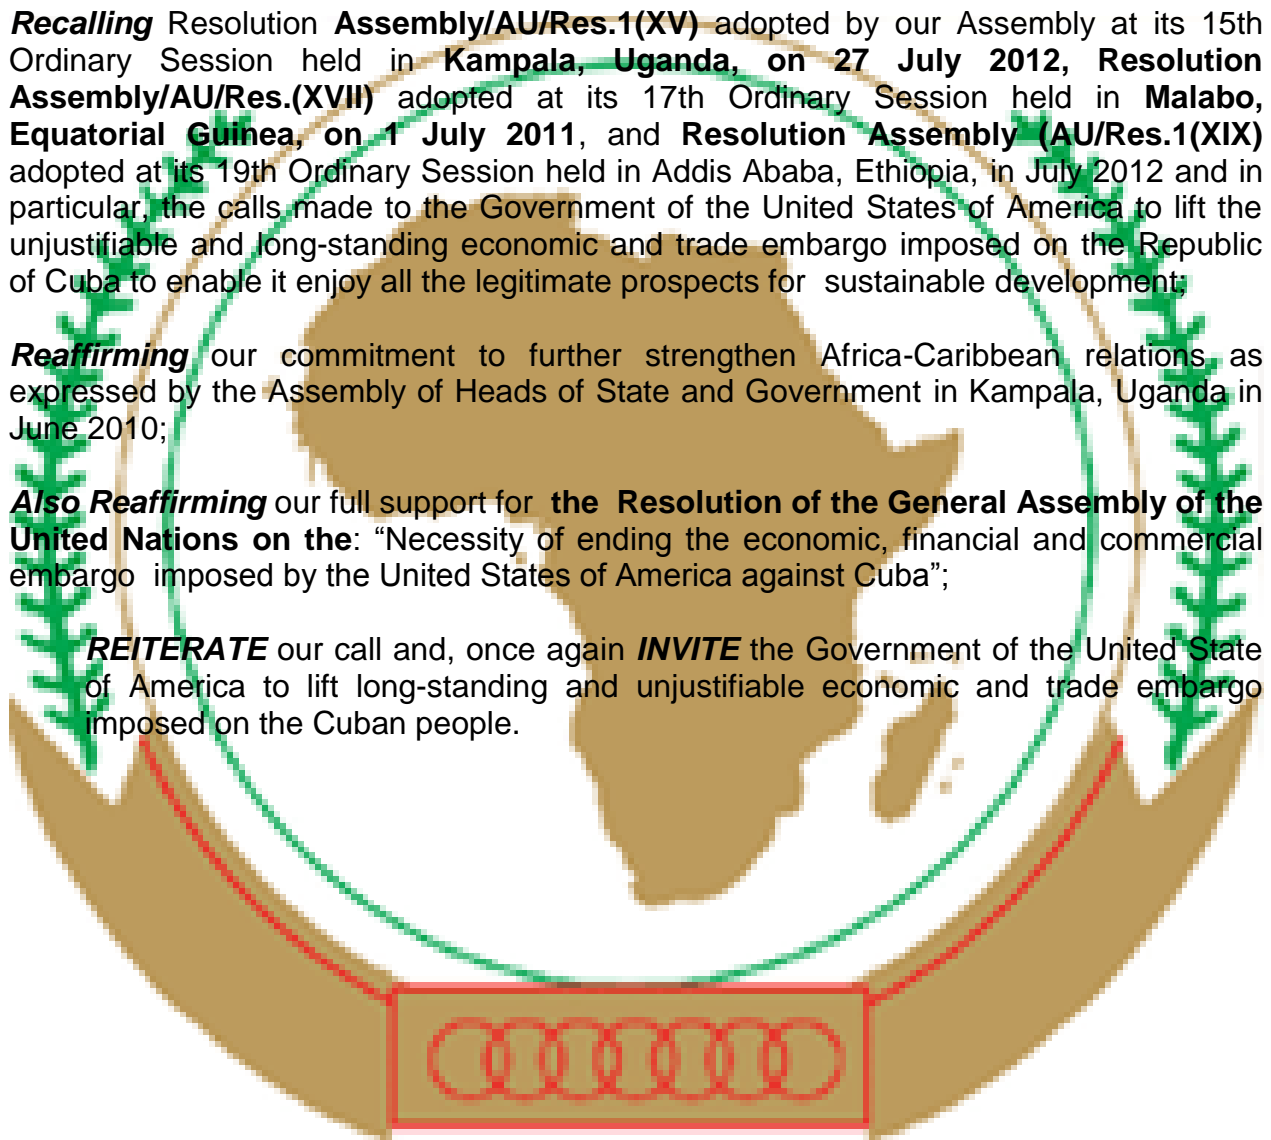 Recalling Resolution Assembly/AU/Res.1(XV) adopted by our Assembly at its 15th
Ordinary Session held in Kampala, Uganda, on 27 July 2012, Resolution
Assembly/AU/Res.(XVII) adopted at its 17th Ordinary Session held in Malabo,
Equatorial Guinea, on 1 July 2011, and Resolution Assembly (AU/Res.1(XIX)
adopted at its 19th Ordinary Session held in Addis Ababa, Ethiopia, in July 2012 and in
particular, the calls made to the Government of the United States of America to lift the
unjustifiable and long-standing economic and trade embargo imposed on the Republic
of Cuba to enable it enjoy all the legitimate prospects for sustainable development;
Reaffirming our commitment to further strengthen Africa-Caribbean relations as
expressed by the Assembly of Heads of State and Government in Kampala, Uganda in
June 2010;
Also Reaffirming our full support for the Resolution of the General Assembly of the
United Nations on the: “Necessity of ending the economic, financial and commercial
embargo imposed by the United States of America against Cuba”;
REITERATE our call and, once again INVITE the Government of the United State
of America to lift long-standing and unjustifiable economic and trade embargo
imposed on the Cuban people.